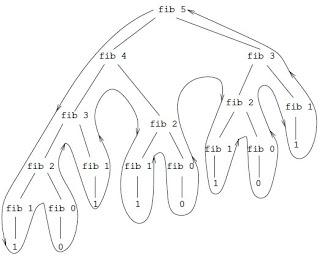 fib 5
fib 4 fib 3
fib 3 fib 2 fib 2 fib 1
fib 2 fib 1 fib 1 fib 0 fib 1 fib 0 1
fib 1 fib 0 1 1 0 1 0
1 0